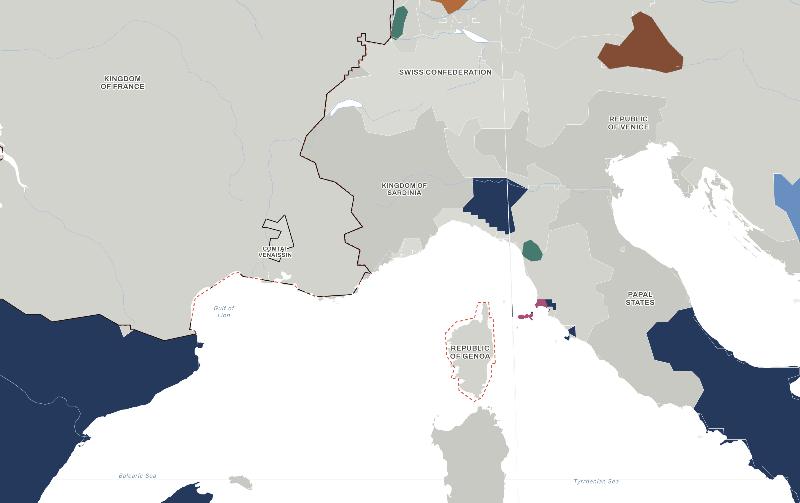 KINGDOM
OF FRANCE
SWISS CONFEDERATION
REPUBLIC
OF VENICE
KINGDOM OF
SARDINIA
COMTAT
VENAISSIN
PAPAL
STATES
Gulf of
Lion
REPUBLIC
OF GENOA
Balearic Sea
Tyrrhenian Sea